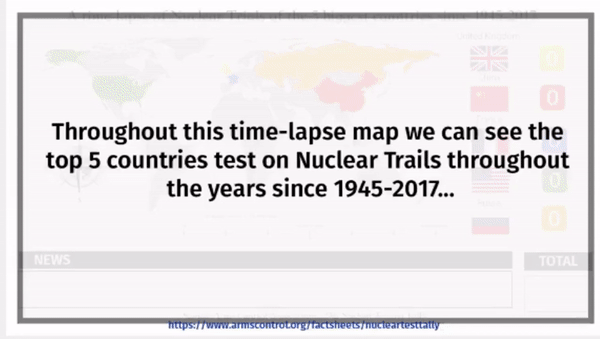 A time lapse of Nuclear Trials of the 5 biggest countries since 1945-2017
United Kingdom
0
0
Throughout this time-lapse map we can see the
top 5 countries test on Nuclear Trails throughout
the years since 1945-2017...
0
0
NEWS
TOTAL
https://www.armscontrol.org/factsheets/nucleartesttally